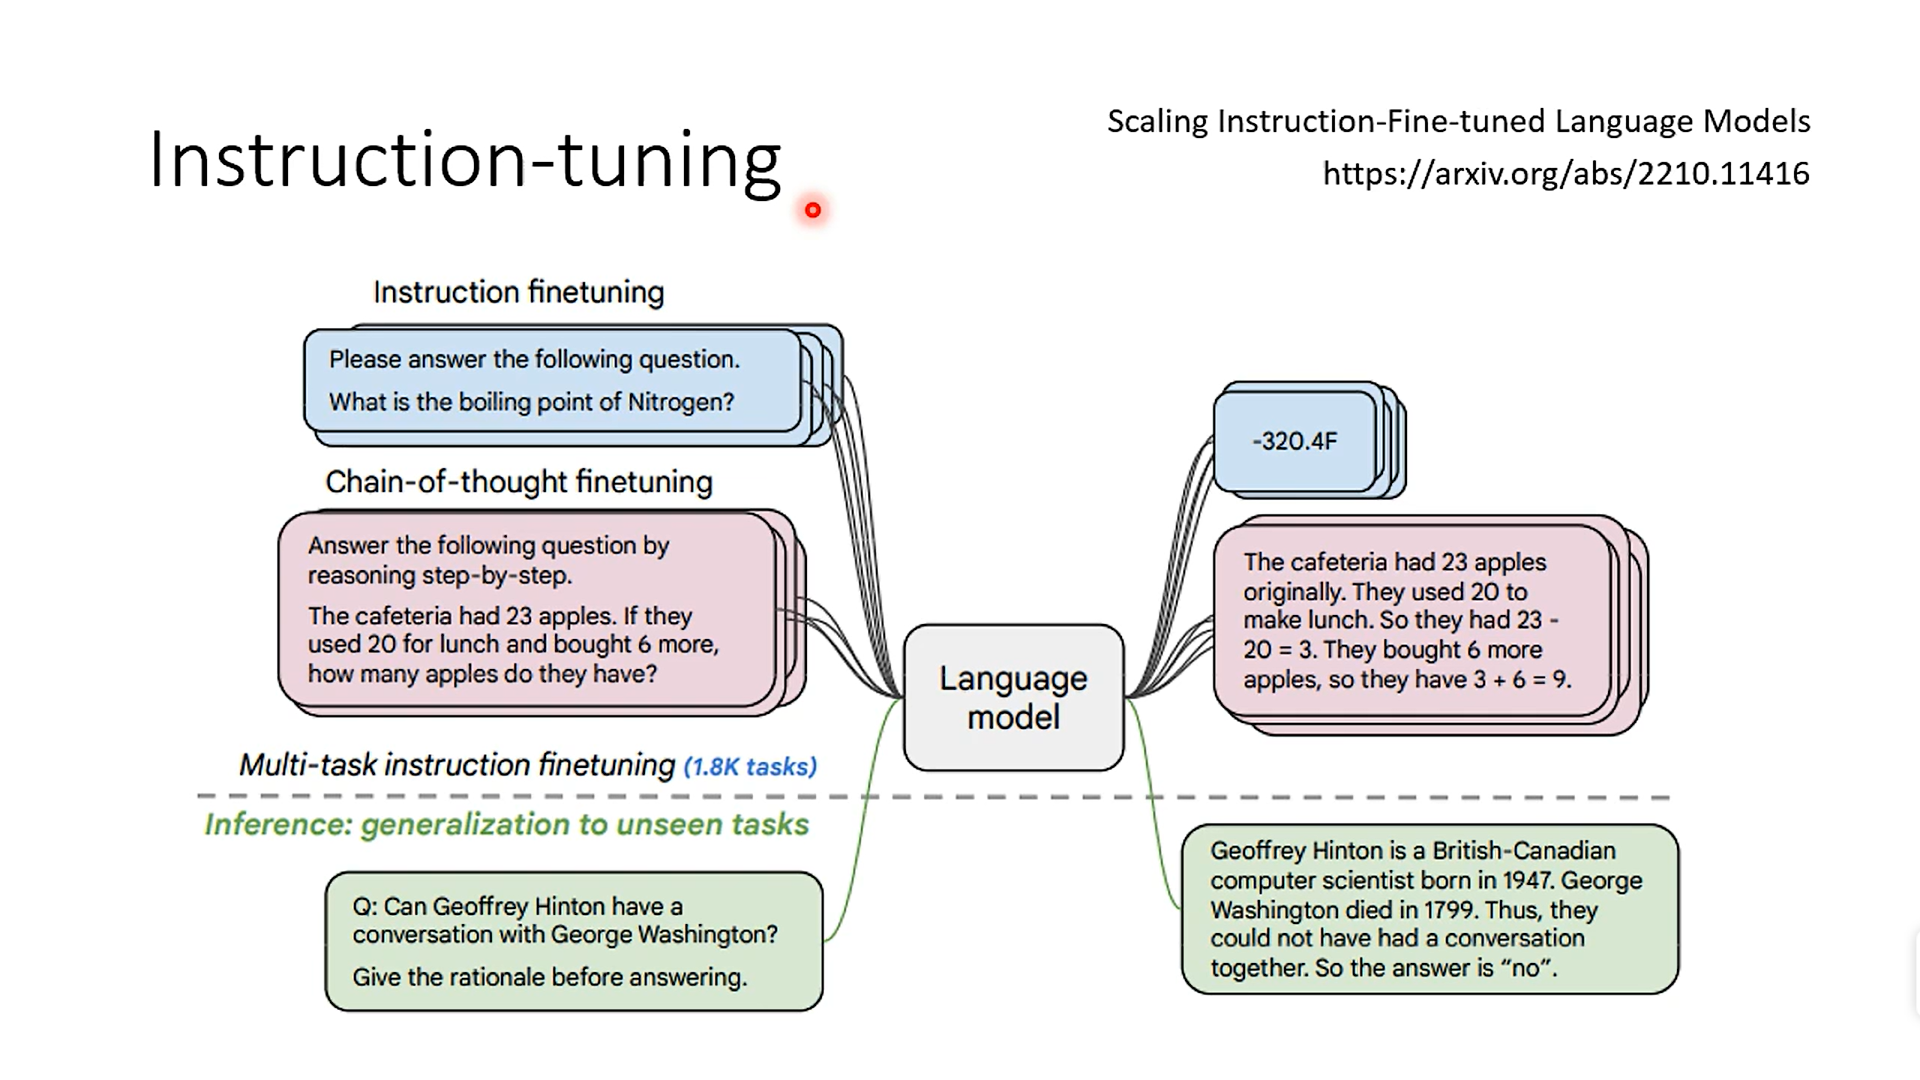 Instruction-tuning
Scaling Instruction-Fine-tuned Language Models
https://arxiv.org/abs/2210.11416
Instruction finetuning
Please answer the following question.
What is the boiling point of Nitrogen?
-320.4F
Chain-of-thought finetuning
Answer the following question by
reasoning step-by-step.
The cafeteria had 23 apples. If they
used 20 for lunch and bought 6 more,
how many apples do they have?
Language
model
The cafeteria had 23 apples
originally. They used 20 to
make lunch. So they had 23 -
20 = 3. They bought 6 more
apples, so they have 3 + 6 = 9.
Multi-task instruction finetuning (1.8K tasks)
Inference: generalization to unseen tasks
Q: Can Geoffrey Hinton have a
conversation with George Washington?
Give the rationale before answering.
Geoffrey Hinton is a British-Canadian
computer scientist born in 1947. George
Washington died in 1799. Thus, they
could not have had a conversation
together. So the answer is “no”.